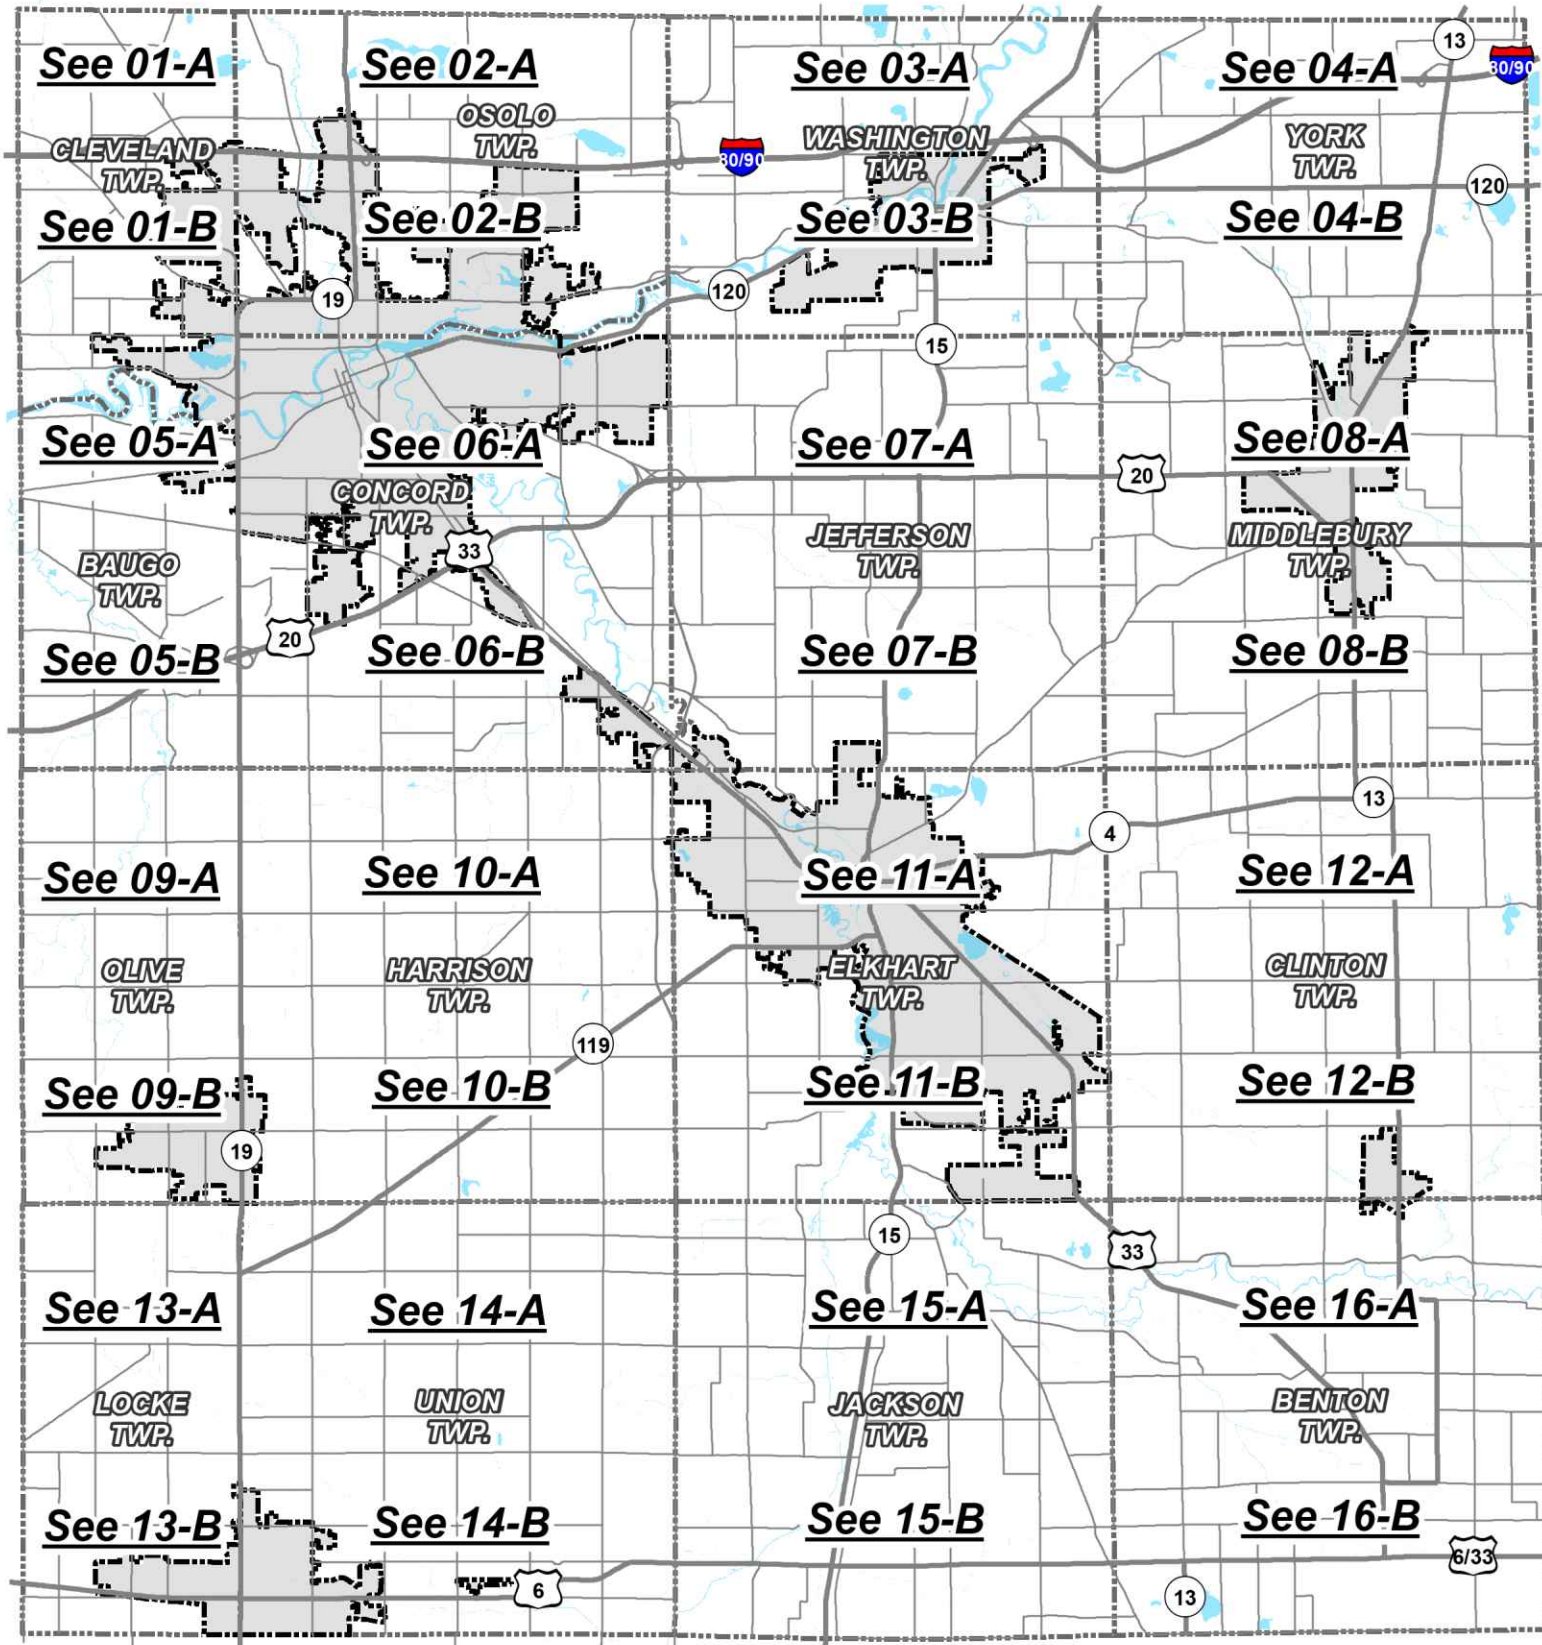 See 01-A
See 02-A
See 03-A
See 04-A
13
80/90
CLEVELAND
TWP.
OSOLO
TWP.
80/90
WASHINGTON
TWP.
YORK
TWP.
120
See 01-B
See 02-B
See 03-B
See 04-B
19
120
15
See 05-A
See 06-A
See 07-A
See 08-A
20
CONCORD
TWP.
33
JEFFERSON
TWP.
MIDDLEBURY
TWP.
BAUGO
TWP.
20
See 05-B
See 06-B
See 07-B
See 08-B
13
4
See 09-A
See 10-A
See 11-A
See 12-A
OLIVE
TWP.
HARRISON
TWP.
ELKHART
TWP.
CLINTON
TWP.
119
See 09-B
See 10-B
See 11-B
See 12-B
19
15
33
See 13-A
See 14-A
See 15-A
See 16-A
LOCKE
TWP.
UNION
TWP.
JACKSON
TWP.
BENTON
TWP.
See 13-B
See 14-B
See 15-B
See 16-B
6/33
6
13